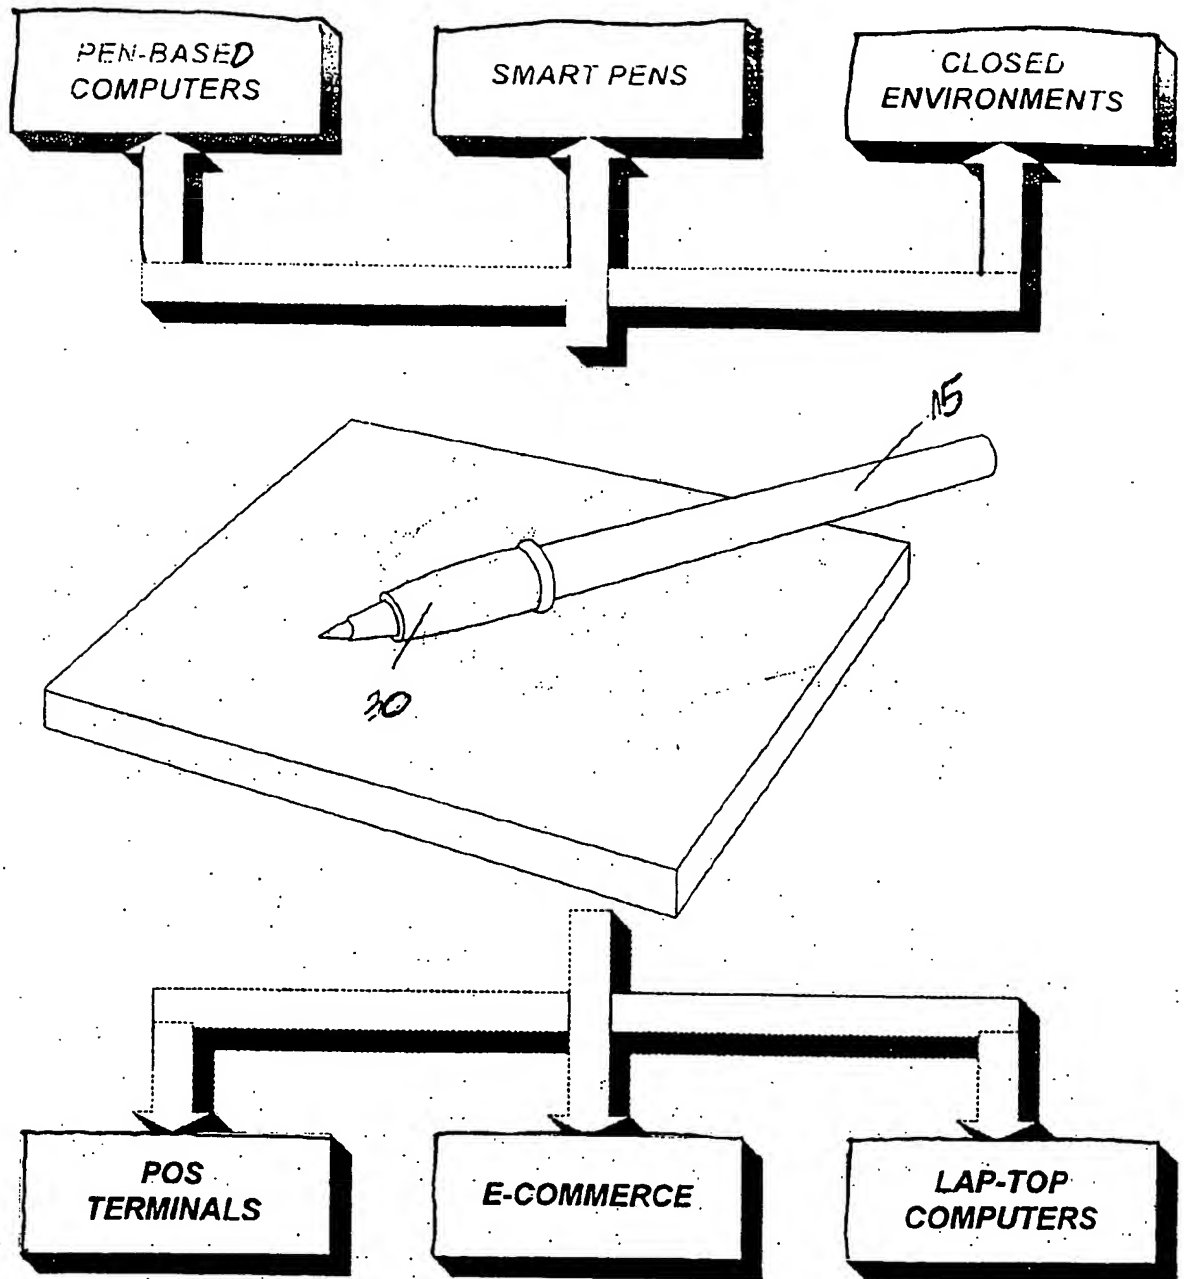 PEN-BASED
COMPUTERS
SMART PENS
CLOSED
ENVIRONMENTS
15
30
POS
TERMINALS
E-COMMERCE
LAP-TOP
COMPUTERS